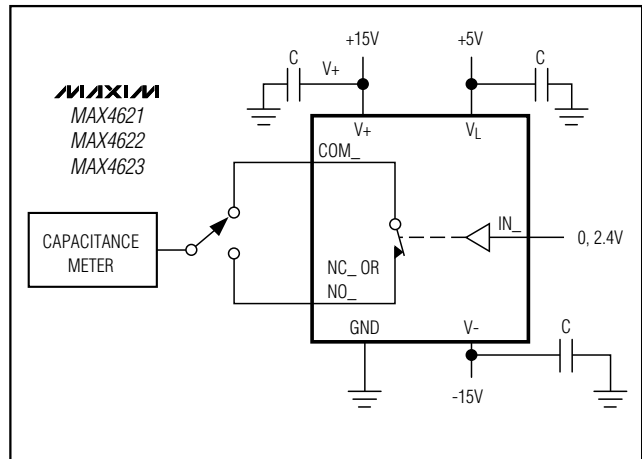 +15V
+5V
C
V+
C
MAXIM
MAX4621
MAX4622
MAX4623
V+
VL
COM_
CAPACITANCE
METER
IN_
0, 2.4V
NC_ OR
NO_
GND
V-
C
-15V